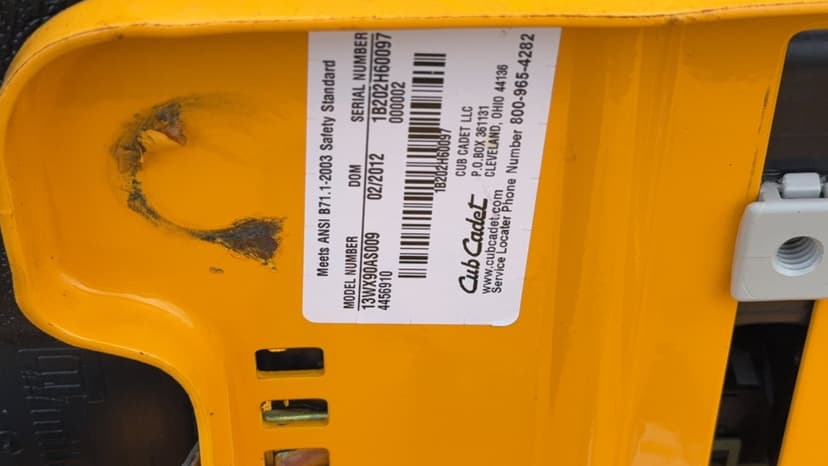 Meets ANSI B71.1-2003 Safety Standard
MODEL NUMBER DOM SERIAL NUMBER
13WX90AS009 02/2012 1B202H60097
4456910 000002
1B202H60097
Cub Cadet
CUB CADET LLC
P.O.BOX 361131
CLEVELAND, OHIO 44136
www.cubcadet.com
Service Locater Phone Number 800-965-4282